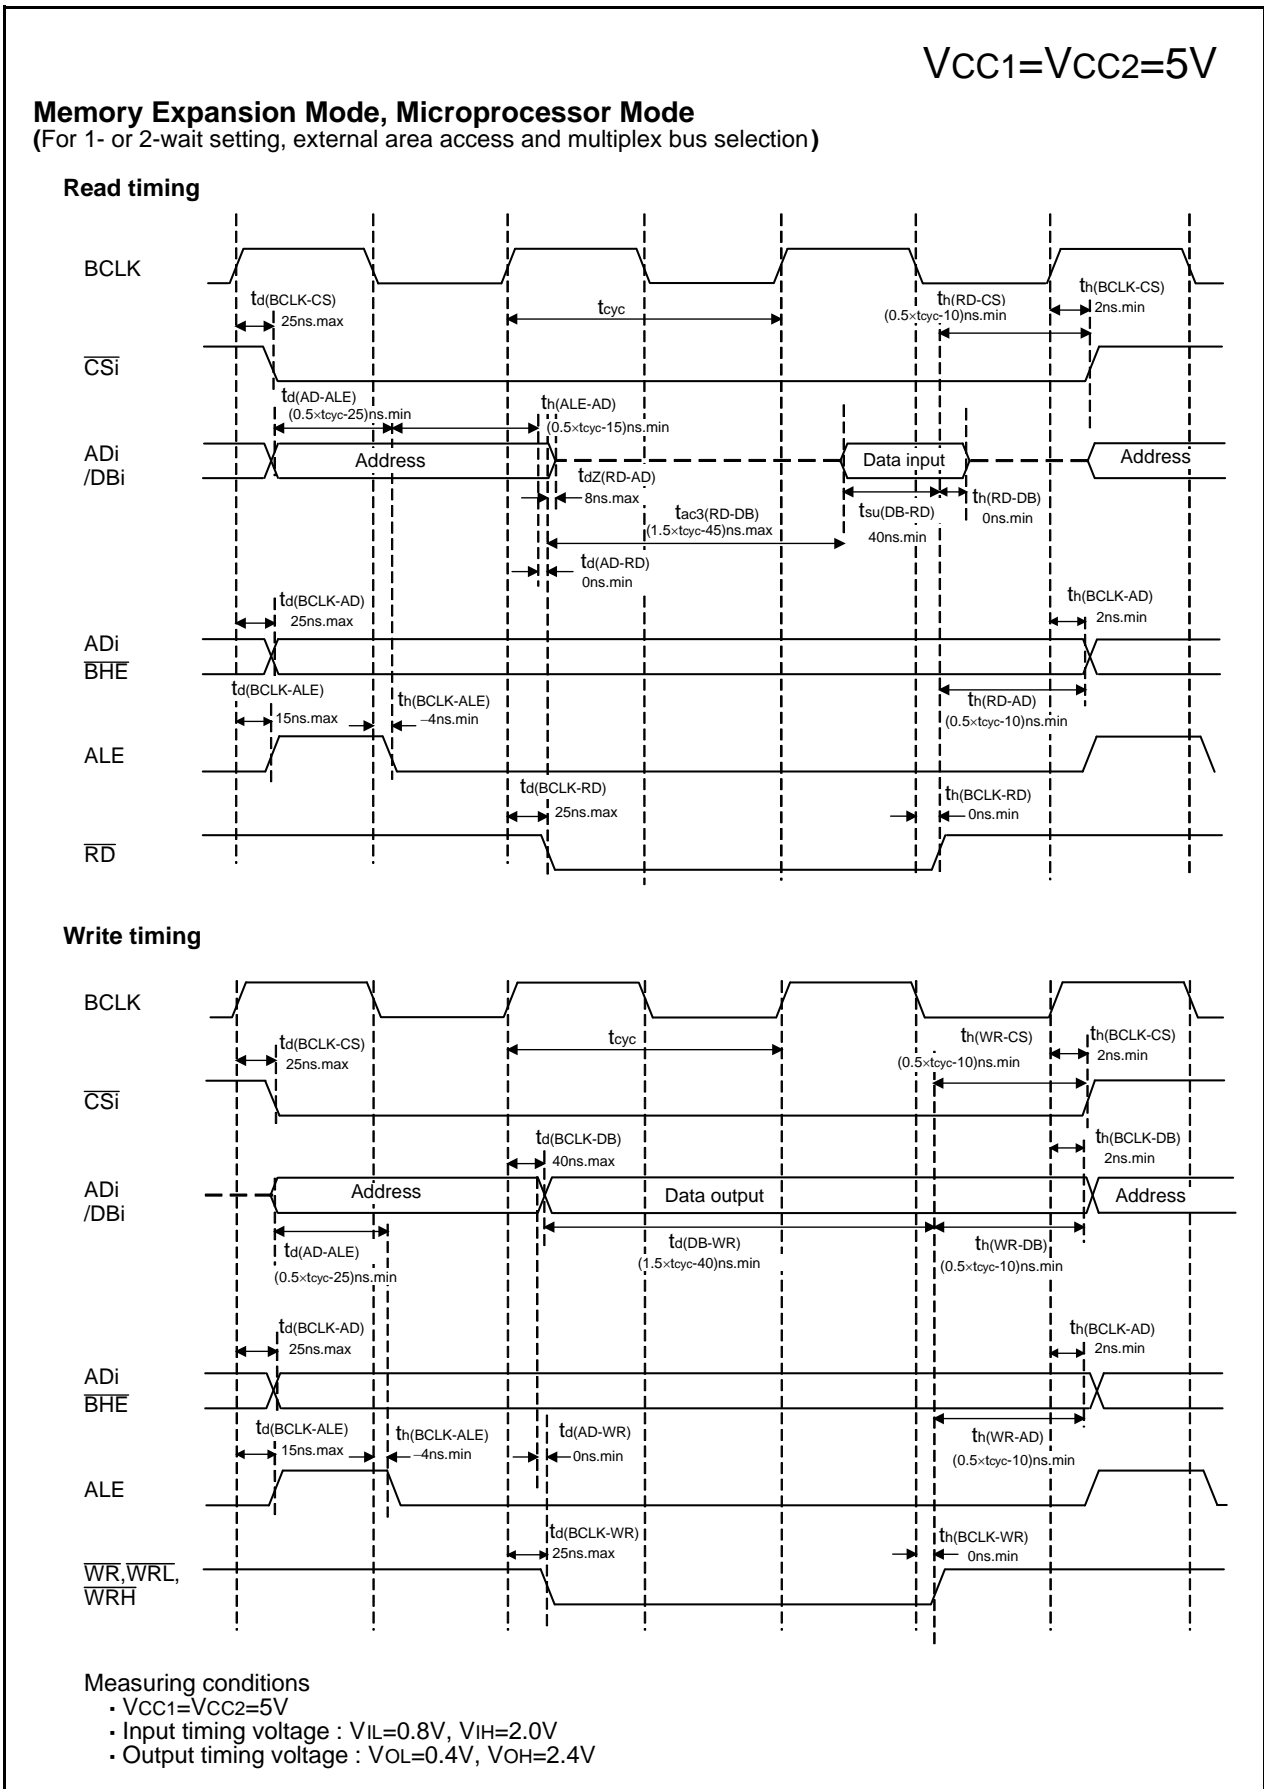 VCC1=VCC2=5V
Memory Expansion Mode, Microprocessor Mode
(For 1- or 2-wait setting, external area access and multiplex bus selection)
Read timing
BCLK
td(BCLK-CS)
25ns.max
tcyc
th(RD-CS)
(0.5×tcyc-10)ns.min
th(BCLK-CS)
2ns.min
CSi
td(AD-ALE)
(0.5×tcyc-25)ns.min
th(ALE-AD)
(0.5×tcyc-15)ns.min
ADi
/DBi
Address
Data input
Address
tdZ(RD-AD)
8ns.max
tac3(RD-DB)
(1.5×tcyc-45)ns.max
tsu(DB-RD)
40ns.min
th(RD-DB)
0ns.min
td(AD-RD)
0ns.min
td(BCLK-AD)
25ns.max
th(BCLK-AD)
2ns.min
ADi
BHE
td(BCLK-ALE)
15ns.max
th(BCLK-ALE)
−4ns.min
th(RD-AD)
(0.5×tcyc-10)ns.min
ALE
td(BCLK-RD)
25ns.max
th(BCLK-RD)
0ns.min
RD
Write timing
BCLK
td(BCLK-CS)
25ns.max
tcyc
th(WR-CS)
(0.5×tcyc-10)ns.min
th(BCLK-CS)
2ns.min
CSi
td(BCLK-DB)
40ns.max
th(BCLK-DB)
2ns.min
ADi
/DBi
Address
Data output
Address
td(AD-ALE)
(0.5×tcyc-25)ns.min
td(DB-WR)
(1.5×tcyc-40)ns.min
th(WR-DB)
(0.5×tcyc-10)ns.min
td(BCLK-AD)
25ns.max
th(BCLK-AD)
2ns.min
ADi
BHE
td(BCLK-ALE)
15ns.max
th(BCLK-ALE)
−4ns.min
td(AD-WR)
0ns.min
th(WR-AD)
(0.5×tcyc-10)ns.min
ALE
td(BCLK-WR)
25ns.max
th(BCLK-WR)
0ns.min
WR,WRL,
WRH
Measuring conditions
· VCC1=VCC2=5V
· Input timing voltage : VIL=0.8V, VIH=2.0V
· Output timing voltage : VOL=0.4V, VOH=2.4V